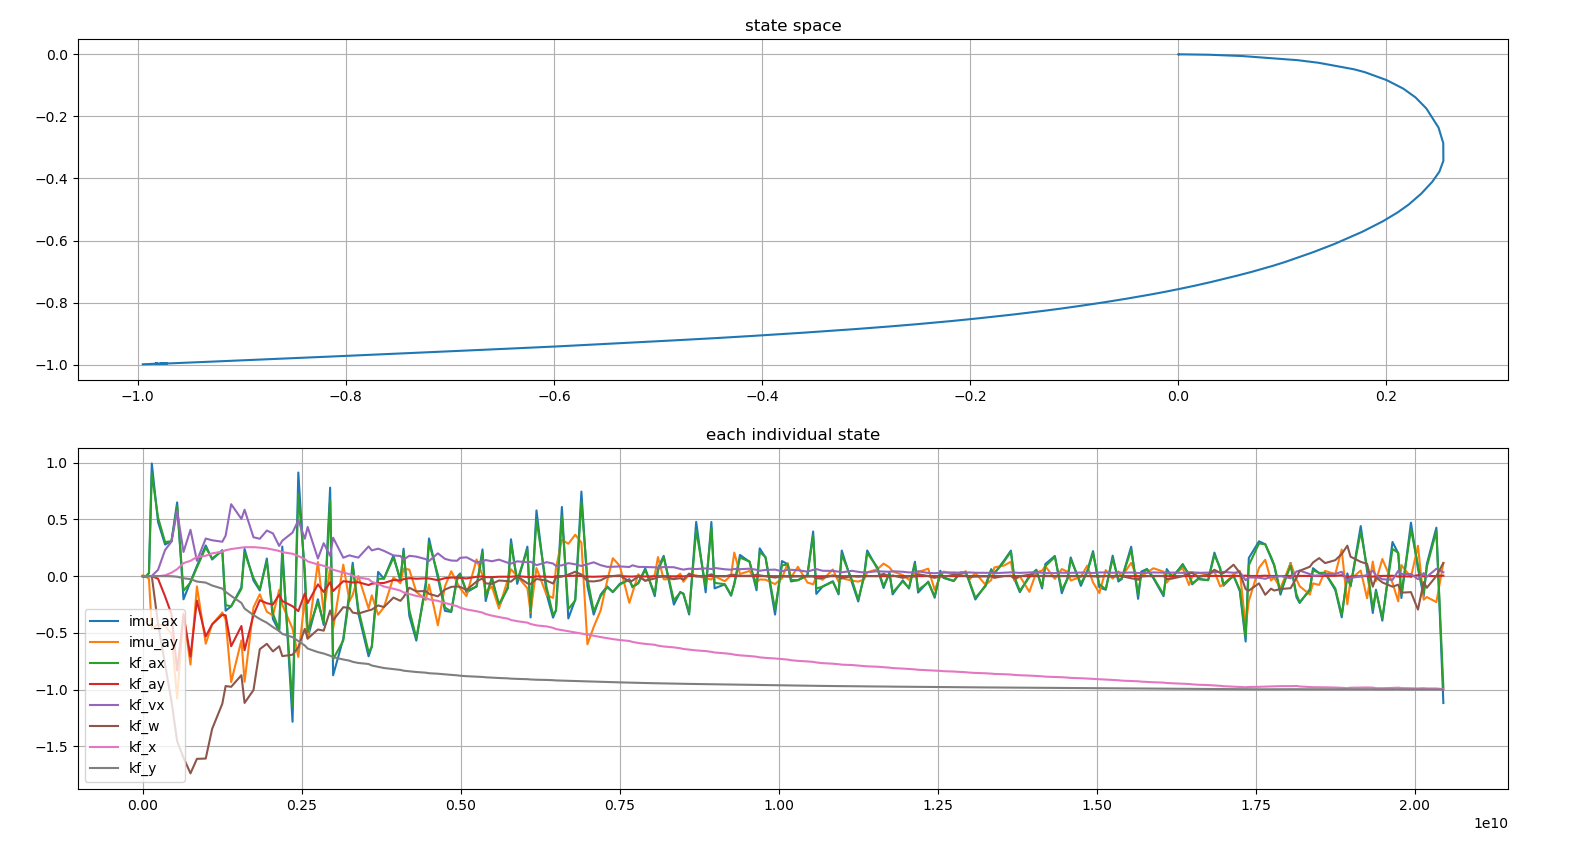 state space
0.0
−0.2
−0.4
−0.6
−0.8
−1.0
−1.0 −0.8 −0.6 −0.4 −0.2 0.0 0.2
each individual state
1.0
0.5
0.0
−0.5
−1.0
−1.5
imu_ax
imu_ay
kf_ax
kf_ay
kf_vx
kf_w
kf_x
kf_y
0.00 0.25 0.50 0.75 1.00 1.25 1.50 1.75 2.00
1e10